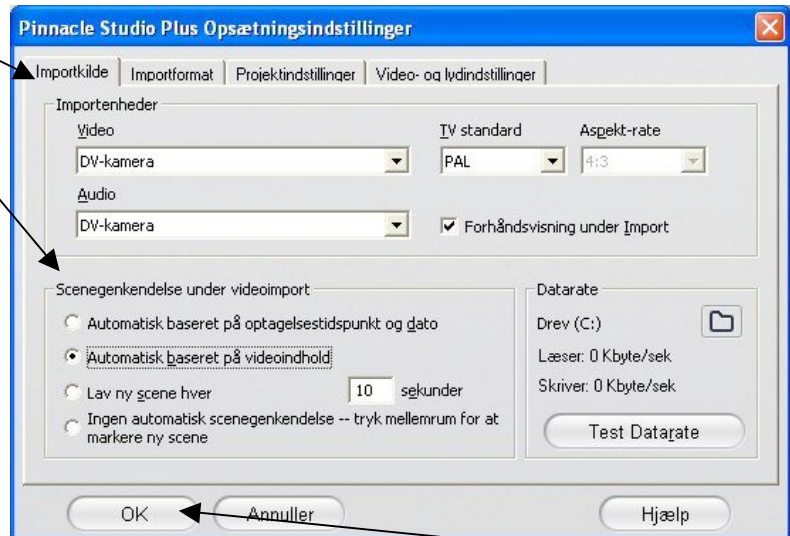 Pinnacle Studio Plus Opsætningsindstillinger
Importkilde Importformat Projektindstillinger Video- og lydindstillinger
Importenheder
Video TV standard Aspekt-rate
DV-kamera PAL 4:3
Audio
DV-kamera Forhåndsvisning under Import
Scenegenkendelse under videoimport
Automatisk baseret på optagelsestidspunkt og dato
Automatisk baseret på videoindhold
Lav ny scene hver 10 sekunder
Ingen automatisk scenegenkendelse -- tryk mellemrum for at
markere ny scene
Datarate
Drev (C:)
Læser: 0 Kbyte/sek
Skriver: 0 Kbyte/sek
Test Datarate
OK Annuller Hjælp